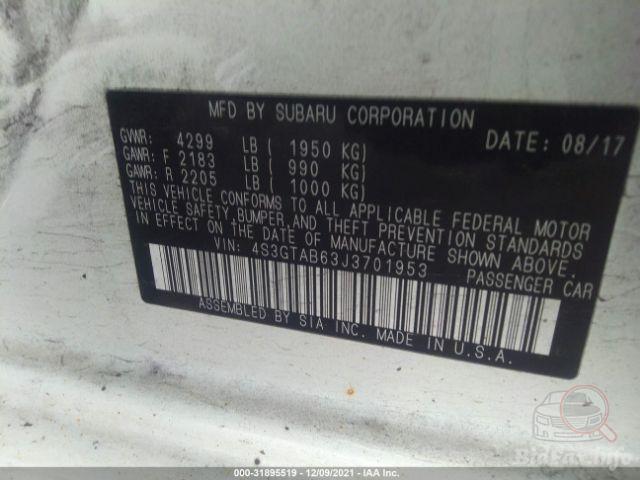 MFD BY SUBARU CORPORATION
DATE: 08/17
GVWR: 4299 LB ( 1950 KG)
GAWR: F 2183 LB ( 990 KG)
GAWR: R 2205 LB ( 1000 KG)
THIS VEHICLE CONFORMS TO ALL APPLICABLE FEDERAL MOTOR
VEHICLE SAFETY, BUMPER, AND THEFT PREVENTION STANDARDS
IN EFFECT ON THE DATE OF MANUFACTURE SHOWN ABOVE.
VIN: 4S3GTAB63J3701953 PASSENGER CAR
ASSEMBLED BY SIA INC. MADE IN U.S.A.
BidFax.info
000-31895519 - 12/09/2021 - IAA Inc.